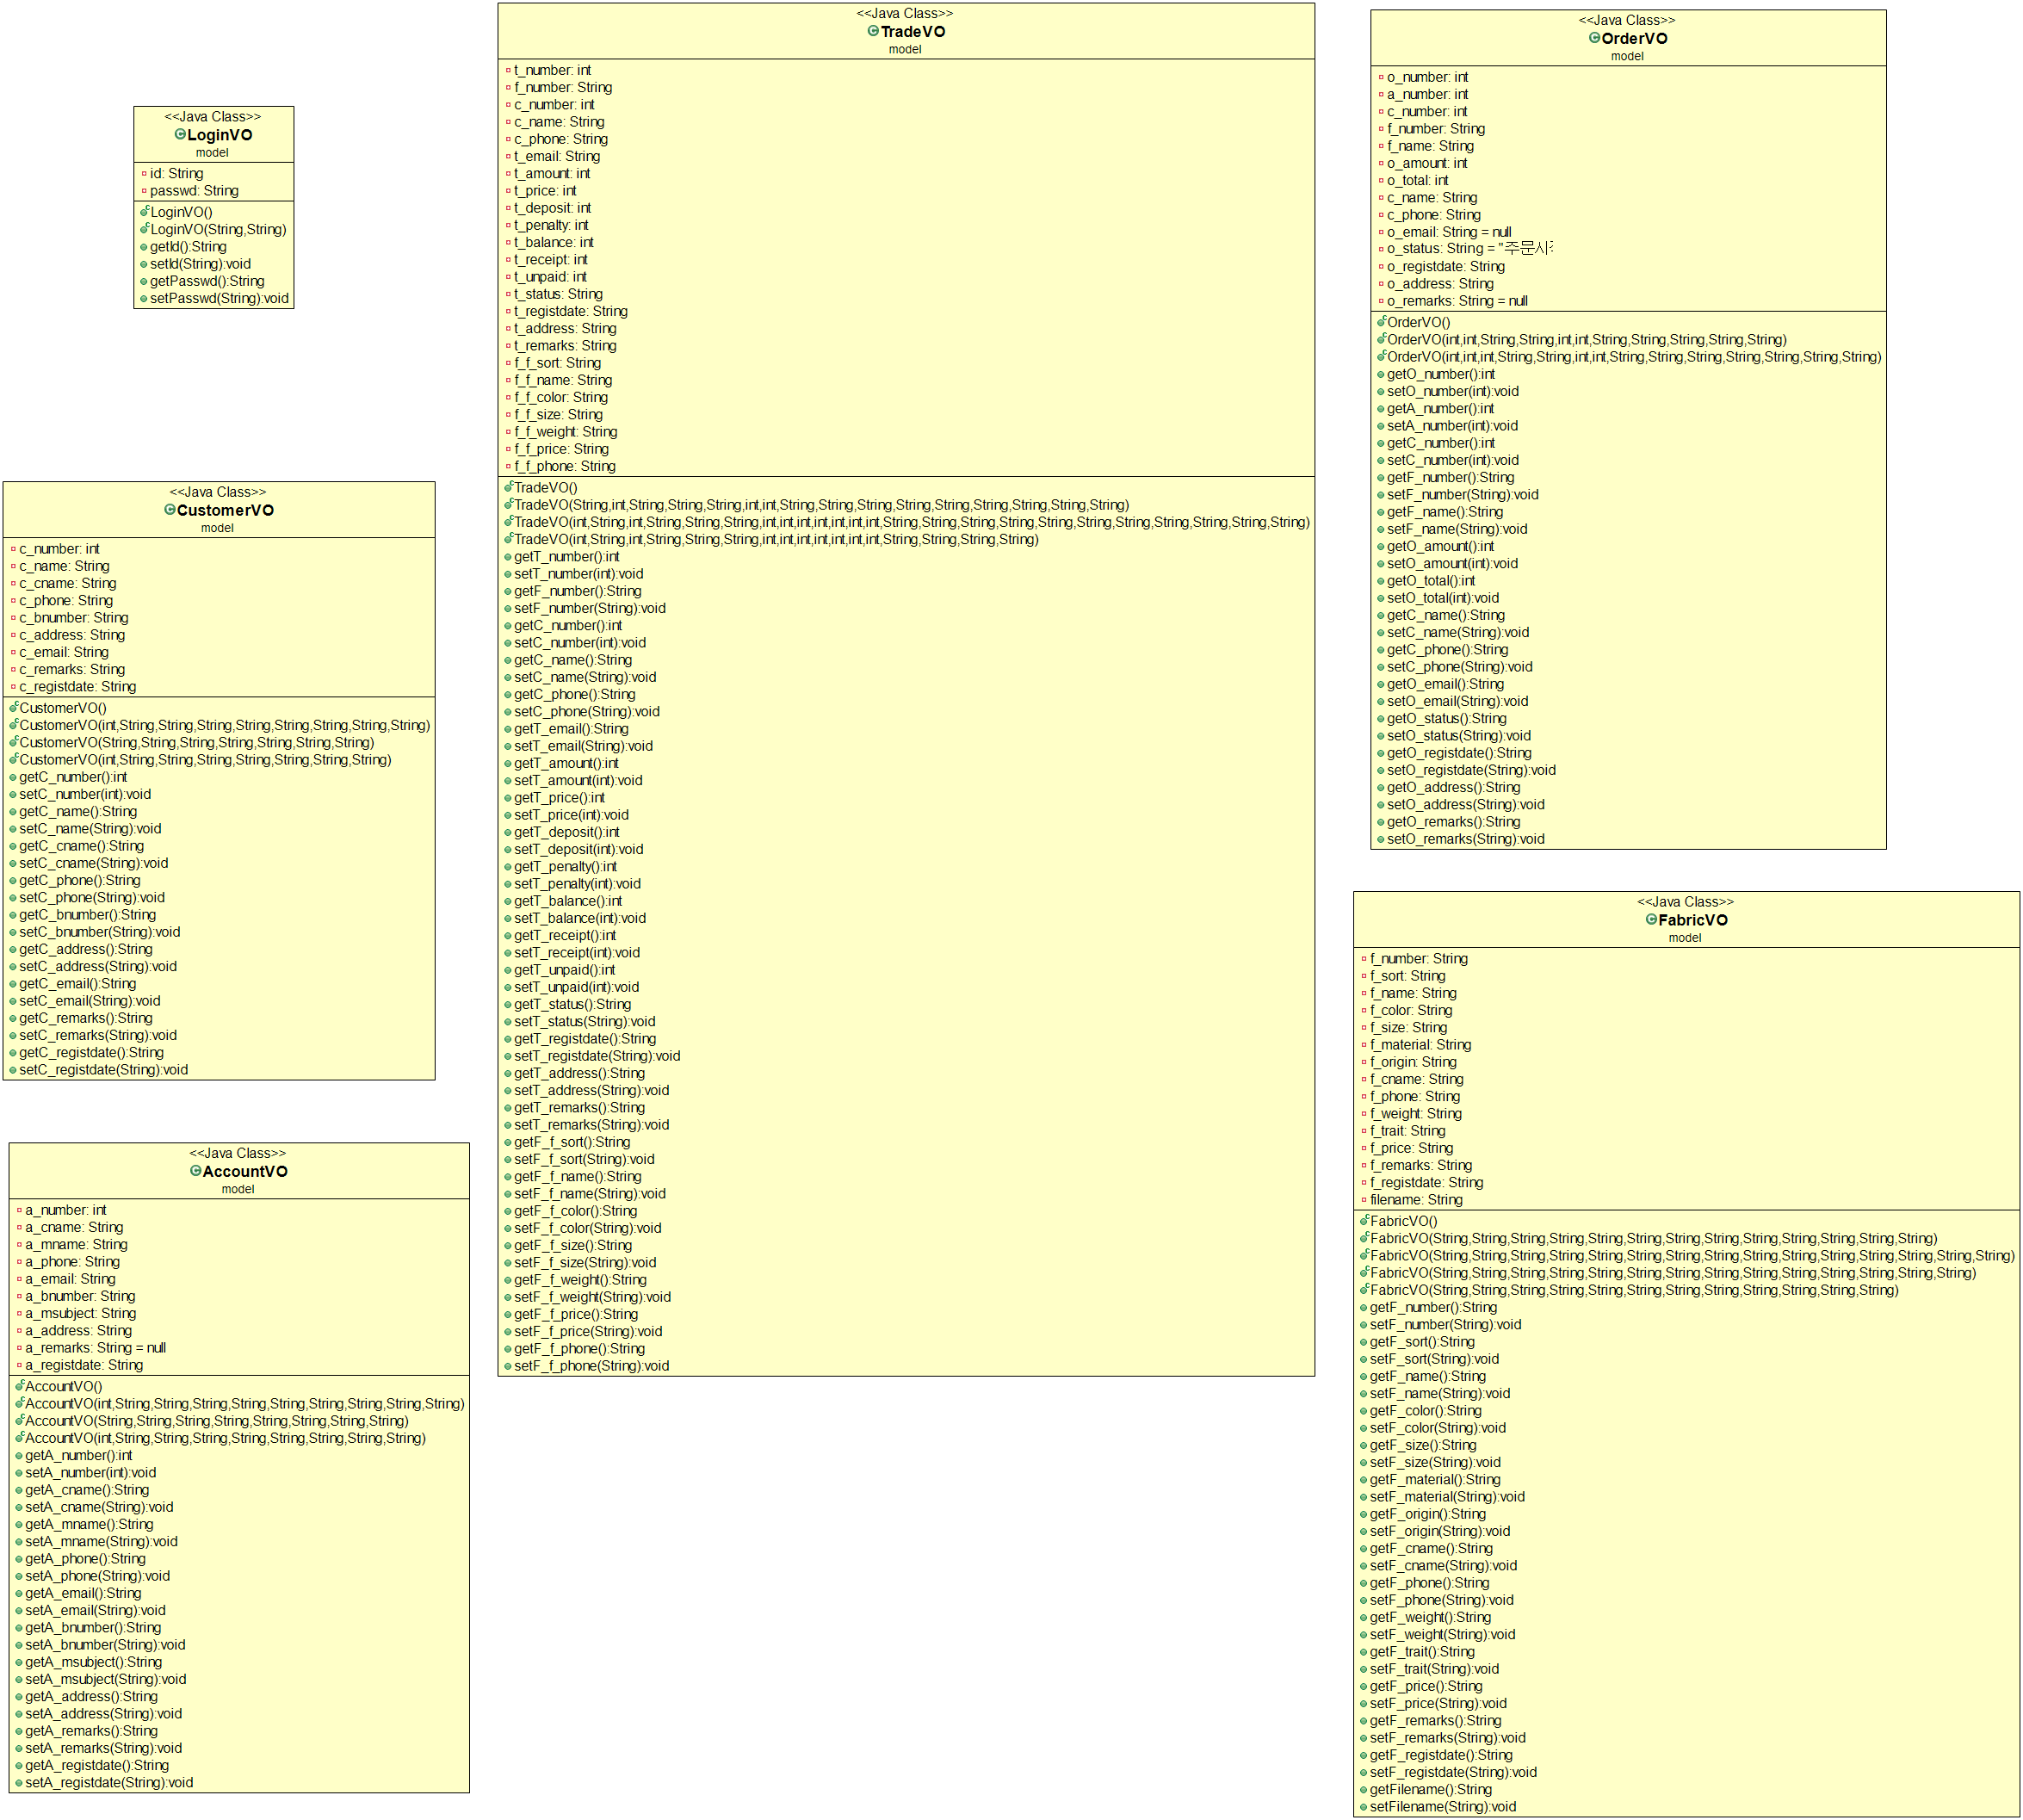 <<Java Class>>
LoginVO
model
id: String
passwd: String
LoginVO()
LoginVO(String,String)
getId():String
setId(String):void
getPasswd():String
setPasswd(String):void
<<Java Class>>
CustomerVO
model
c_number: int
c_name: String
c_cname: String
c_phone: String
c_bnumber: String
c_address: String
c_email: String
c_remarks: String
c_registdate: String
CustomerVO()
CustomerVO(int,String,String,String,String,String,String,String,String)
CustomerVO(String,String,String,String,String,String,String)
CustomerVO(int,String,String,String,String,String,String,String)
getC_number():int
setC_number(int):void
getC_name():String
setC_name(String):void
getC_cname():String
setC_cname(String):void
getC_phone():String
setC_phone(String):void
getC_bnumber():String
setC_bnumber(String):void
getC_address():String
setC_address(String):void
getC_email():String
setC_email(String):void
getC_remarks():String
setC_remarks(String):void
getC_registdate():String
setC_registdate(String):void
<<Java Class>>
AccountVO
model
a_number: int
a_cname: String
a_mname: String
a_phone: String
a_email: String
a_bnumber: String
a_msubject: String
a_address: String
a_remarks: String = null
a_registdate: String
AccountVO()
AccountVO(int,String,String,String,String,String,String,String,String,String)
AccountVO(String,String,String,String,String,String,String,String)
AccountVO(int,String,String,String,String,String,String,String,String)
getA_number():int
setA_number(int):void
getA_cname():String
setA_cname(String):void
getA_mname():String
setA_mname(String):void
getA_phone():String
setA_phone(String):void
getA_email():String
setA_email(String):void
getA_bnumber():String
setA_bnumber(String):void
getA_msubject():String
setA_msubject(String):void
getA_address():String
setA_address(String):void
getA_remarks():String
setA_remarks(String):void
getA_registdate():String
setA_registdate(String):void
<<Java Class>>
TradeVO
model
t_number: int
f_number: String
c_number: int
c_name: String
c_phone: String
t_email: String
t_amount: int
t_price: int
t_deposit: int
t_penalty: int
t_balance: int
t_receipt: int
t_unpaid: int
t_status: String
t_registdate: String
t_address: String
t_remarks: String
f_f_sort: String
f_f_name: String
f_f_color: String
f_f_size: String
f_f_weight: String
f_f_price: String
f_f_phone: String
TradeVO()
TradeVO(String,int,String,String,String,int,int,String,String,String,String,String,String,String,String,String)
TradeVO(int,String,int,String,String,String,int,int,int,int,int,int,int,String,String,String,String,String,String,String,String,String,String,String)
TradeVO(int,String,int,String,String,String,int,int,int,int,int,int,int,String,String,String,String)
getT_number():int
setT_number(int):void
getF_number():String
setF_number(String):void
getC_number():int
setC_number(int):void
getC_name():String
setC_name(String):void
getC_phone():String
setC_phone(String):void
getT_email():String
setT_email(String):void
getT_amount():int
setT_amount(int):void
getT_price():int
setT_price(int):void
getT_deposit():int
setT_deposit(int):void
getT_penalty():int
setT_penalty(int):void
getT_balance():int
setT_balance(int):void
getT_receipt():int
setT_receipt(int):void
getT_unpaid():int
setT_unpaid(int):void
getT_status():String
setT_status(String):void
getT_registdate():String
setT_registdate(String):void
getT_address():String
setT_address(String):void
getT_remarks():String
setT_remarks(String):void
getF_f_sort():String
setF_f_sort(String):void
getF_f_name():String
setF_f_name(String):void
getF_f_color():String
setF_f_color(String):void
getF_f_size():String
setF_f_size(String):void
getF_f_weight():String
setF_f_weight(String):void
getF_f_price():String
setF_f_price(String):void
getF_f_phone():String
setF_f_phone(String):void
<<Java Class>>
OrderVO
model
o_number: int
a_number: int
c_number: int
f_number: String
f_name: String
o_amount: int
o_total: int
c_name: String
c_phone: String
o_email: String = null
o_status: String = "주문시
o_registdate: String
o_address: String
o_remarks: String = null
OrderVO()
OrderVO(int,int,String,String,int,int,String,String,String,String,String)
OrderVO(int,int,int,String,String,int,int,String,String,String,String,String,String,String)
getO_number():int
setO_number(int):void
getA_number():int
setA_number(int):void
getC_number():int
setC_number(int):void
getF_number():String
setF_number(String):void
getF_name():String
setF_name(String):void
getO_amount():int
setO_amount(int):void
getO_total():int
setO_total(int):void
getC_name():String
setC_name(String):void
getC_phone():String
setC_phone(String):void
getO_email():String
setO_email(String):void
getO_status():String
setO_status(String):void
getO_registdate():String
setO_registdate(String):void
getO_address():String
setO_address(String):void
getO_remarks():String
setO_remarks(String):void
<<Java Class>>
FabricVO
model
f_number: String
f_sort: String
f_name: String
f_color: String
f_size: String
f_material: String
f_origin: String
f_cname: String
f_phone: String
f_weight: String
f_trait: String
f_price: String
f_remarks: String
f_registdate: String
filename: String
FabricVO()
FabricVO(String,String,String,String,String,String,String,String,String,String,String,String,String)
FabricVO(String,String,String,String,String,String,String,String,String,String,String,String,String,String,String)
FabricVO(String,String,String,String,String,String,String,String,String,String,String,String,String,String)
FabricVO(String,String,String,String,String,String,String,String,String,String,String,String)
getF_number():String
setF_number(String):void
getF_sort():String
setF_sort(String):void
getF_name():String
setF_name(String):void
getF_color():String
setF_color(String):void
getF_size():String
setF_size(String):void
getF_material():String
setF_material(String):void
getF_origin():String
setF_origin(String):void
getF_cname():String
setF_cname(String):void
getF_phone():String
setF_phone(String):void
getF_weight():String
setF_weight(String):void
getF_trait():String
setF_trait(String):void
getF_price():String
setF_price(String):void
getF_remarks():String
setF_remarks(String):void
getF_registdate():String
setF_registdate(String):void
getFilename():String
setFilename(String):void